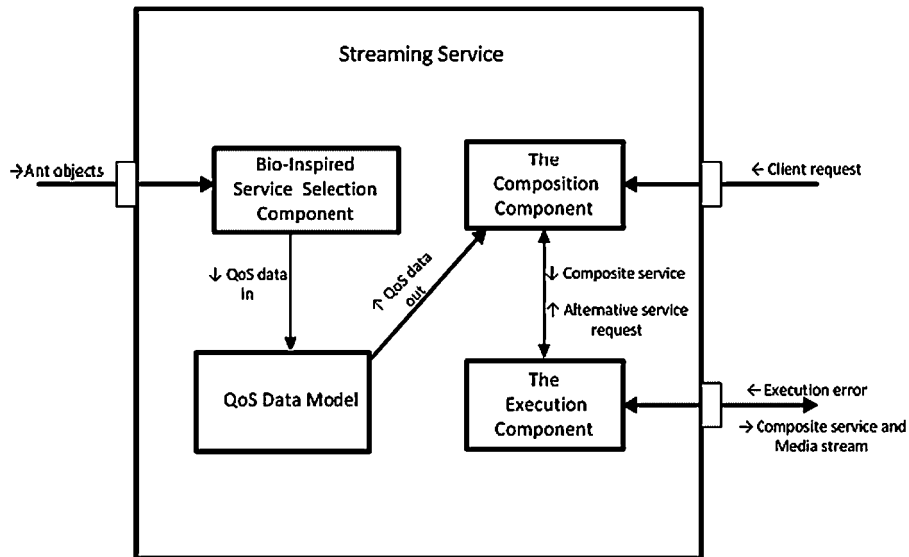 Streaming Service
→Ant objects
Bio-Inspired
Service Selection
Component
The
Composition
Component
← Client request
↓ QoS data
in
↑ QoS data
out
↓ Composite service
↑ Alternative service
request
QoS Data Model
The
Execution
Component
← Execution error
→ Composite service and
Media stream